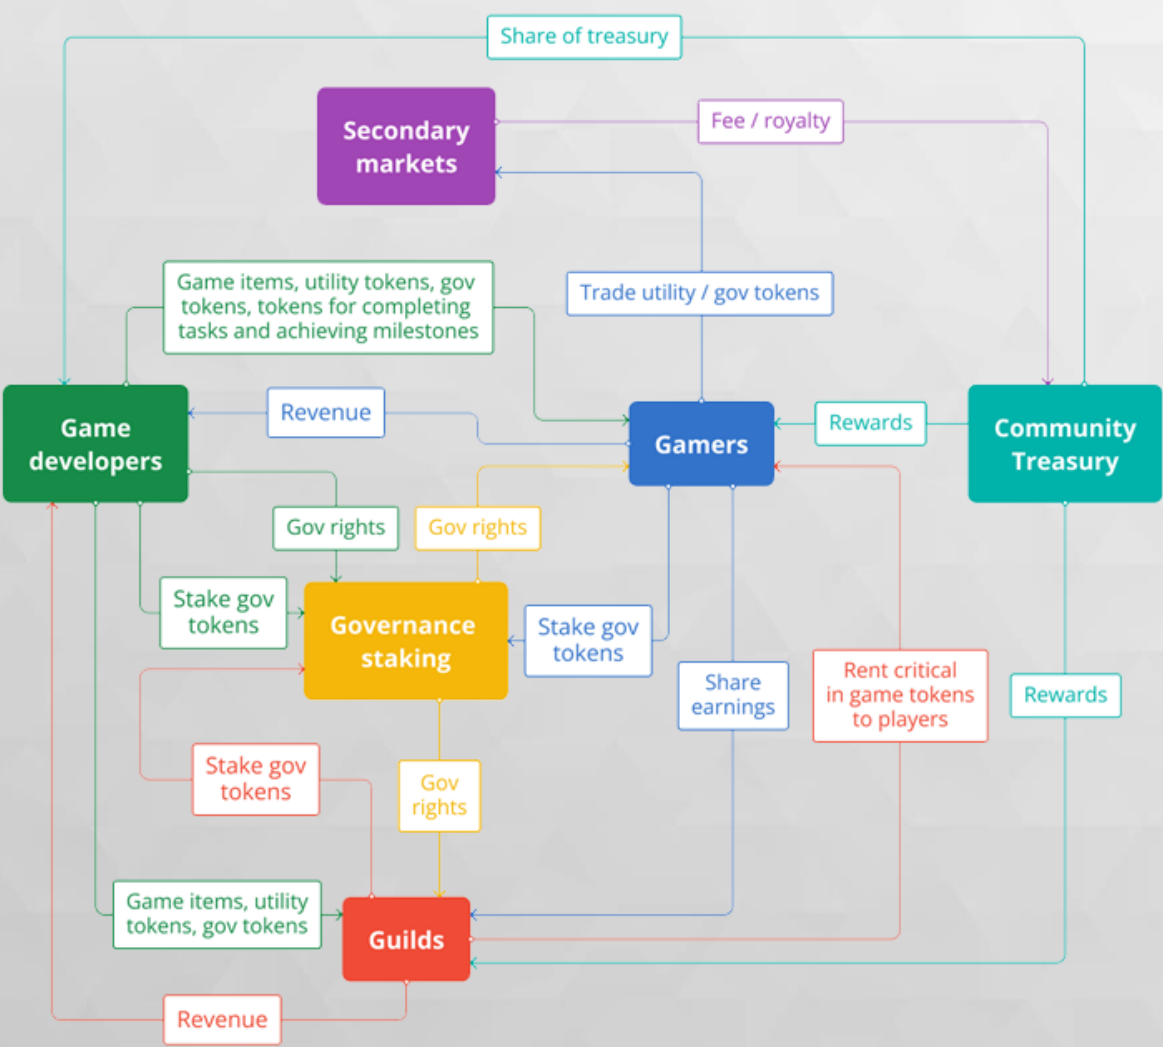 Share of treasury
Secondary
markets
Fee / royalty
Game items, utility tokens, gov
tokens, tokens for completing
tasks and achieving milestones
Trade utility / gov tokens
Game
developers
Revenue
Gamers
Rewards
Community
Treasury
Gov rights
Gov rights
Stake gov
tokens
Governance
staking
Stake gov
tokens
Share
earnings
Rent critical
in game tokens
to players
Rewards
Stake gov
tokens
Gov
rights
Game items, utility
tokens, gov tokens
Guilds
Revenue